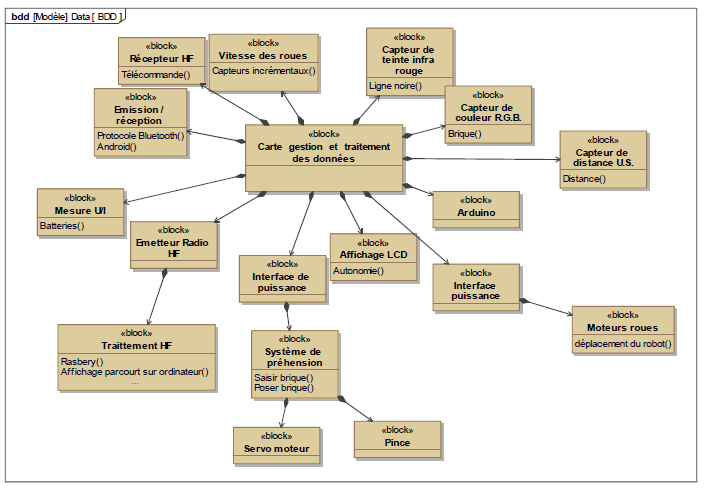 bdd [Modèle] Data [ BDD ]
«block»
Récepteur HF
Télécommande()
«block»
Vitesse des roues
Capteurs incrémentaux()
«block»
Capteur de
teinte infra
rouge
Ligne noire()
«block»
Emission /
réception
Protocole Bluetooth()
Android()
«block»
Capteur de
couleur R.G.B.
Brique()
«block»
Carte gestion et traitement
des données
«block»
Capteur de
distance U.S.
Distance()
«block»
Mesure U/I
Batteries()
«block»
Arduino
«block»
Emetteur Radio
HF
«block»
Affichage LCD
Autonomie()
«block»
Interface de
puissance
«block»
Interface
puissance
«block»
Moteurs roues
déplacement du robot()
«block»
Traittement HF
Rasbery()
Affichage parcourt sur ordinateur()
...
«block»
Système de
préhension
Saisir brique()
Poser brique()
«block»
Servo moteur
«block»
Pince